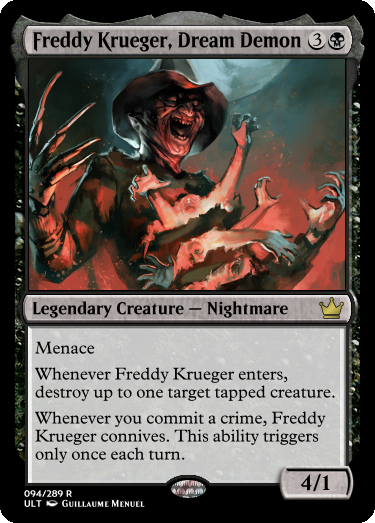 Freddy Krueger, Dream Demon 3
Legendary Creature — Nightmare
Menace
Whenever Freddy Krueger enters,
destroy up to one target tapped creature.
Whenever you commit a crime, Freddy
Krueger connives. This ability triggers
only once each turn.
4/1
094/289 R
ULT Guillaume Menuel